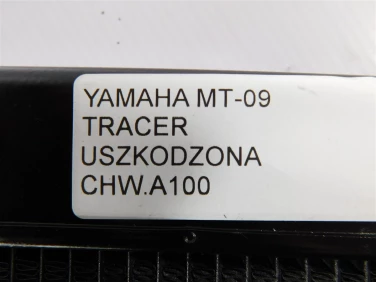 YAMAHA MT-09
TRACER
USZKODZONA
CHW.A100